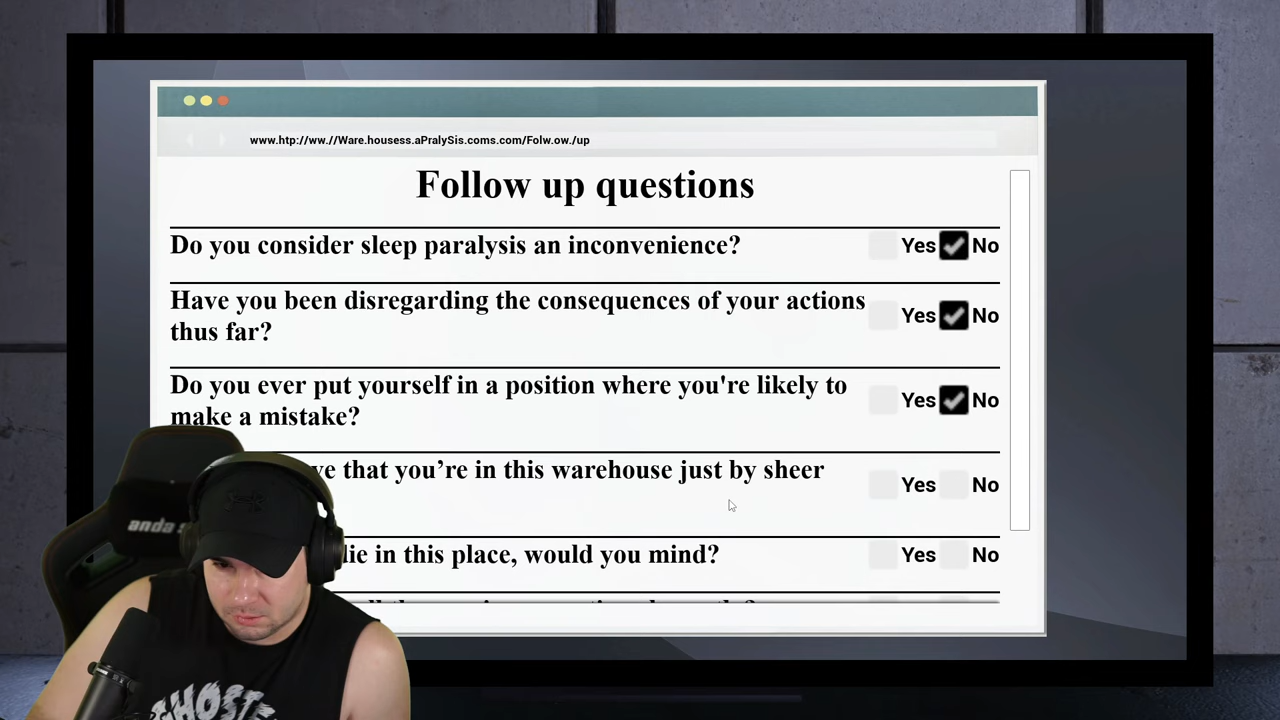 www.htp://ww.//Ware.housess.aPralySis.coms.com/Folw.ow./up
Follow up questions
Do you consider sleep paralysis an inconvenience?
Yes No
Have you been disregarding the consequences of your actions
thus far?
Yes No
Do you ever put yourself in a position where you're likely to
make a mistake?
Yes No
that you’re in this warehouse just by sheer
Yes No
die in this place, would you mind?
Yes No
anda
GHOSTE